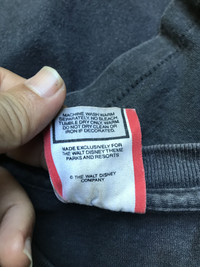 MACHINE WASH WARM
SEPARATELY, NO BLEACH.
TUMBLE DRY ONLY, WARM.
DO NOT DRY CLEAN OR
IRON IF DECORATED.
MADE EXCLUSIVELY FOR
THE WALT DISNEY THEME
PARKS AND RESORTS
© THE WALT DISNEY
COMPANY